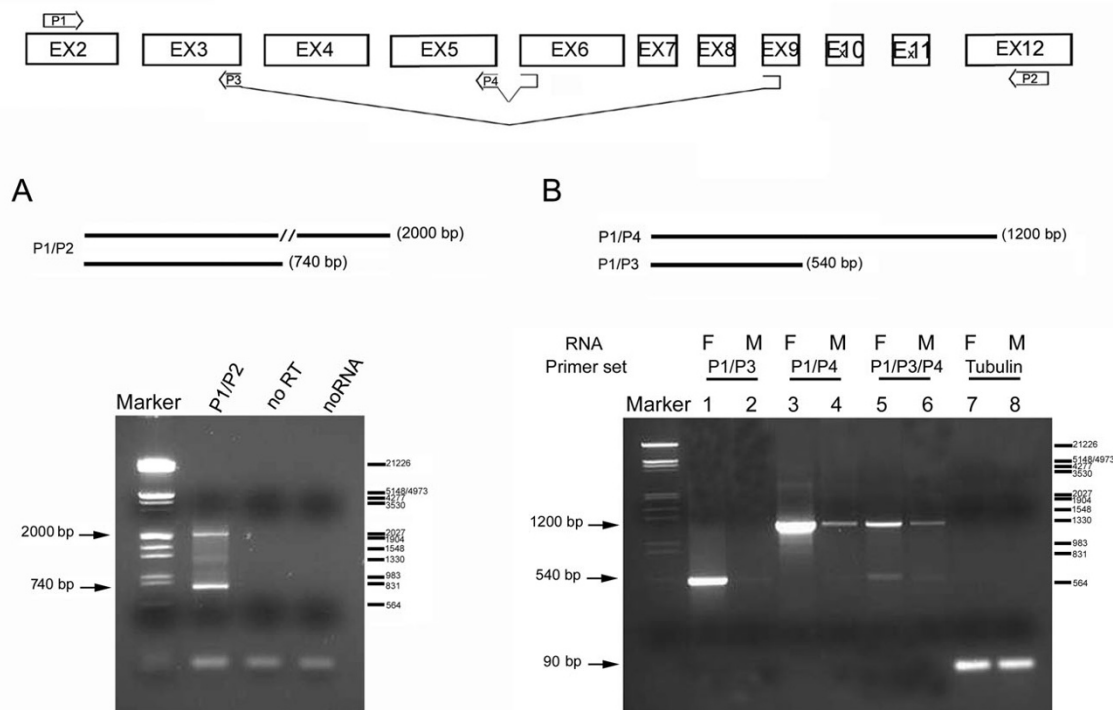 P1
EX2 EX3 EX4 EX5 EX6 EX7 EX8 EX9 Ex10 Ex11 EX12
P3 P4 P2
A
P1/P2
(2000 bp)
(740 bp)
Marker P1/P2 no RT noRNA
2000 bp
740 bp
21226
5148/4973
4277
3530
2027
1904
1548
1330
983
831
564
B
P1/P4 (1200 bp)
P1/P3 (540 bp)
RNA F M F M F M F M
Primer set P1/P3 P1/P4 P1/P3/P4 Tubulin
Marker 1 2 3 4 5 6 7 8
1200 bp
540 bp
90 bp
21226
5148/4973
4277
3530
2027
1904
1548
1330
983
831
564